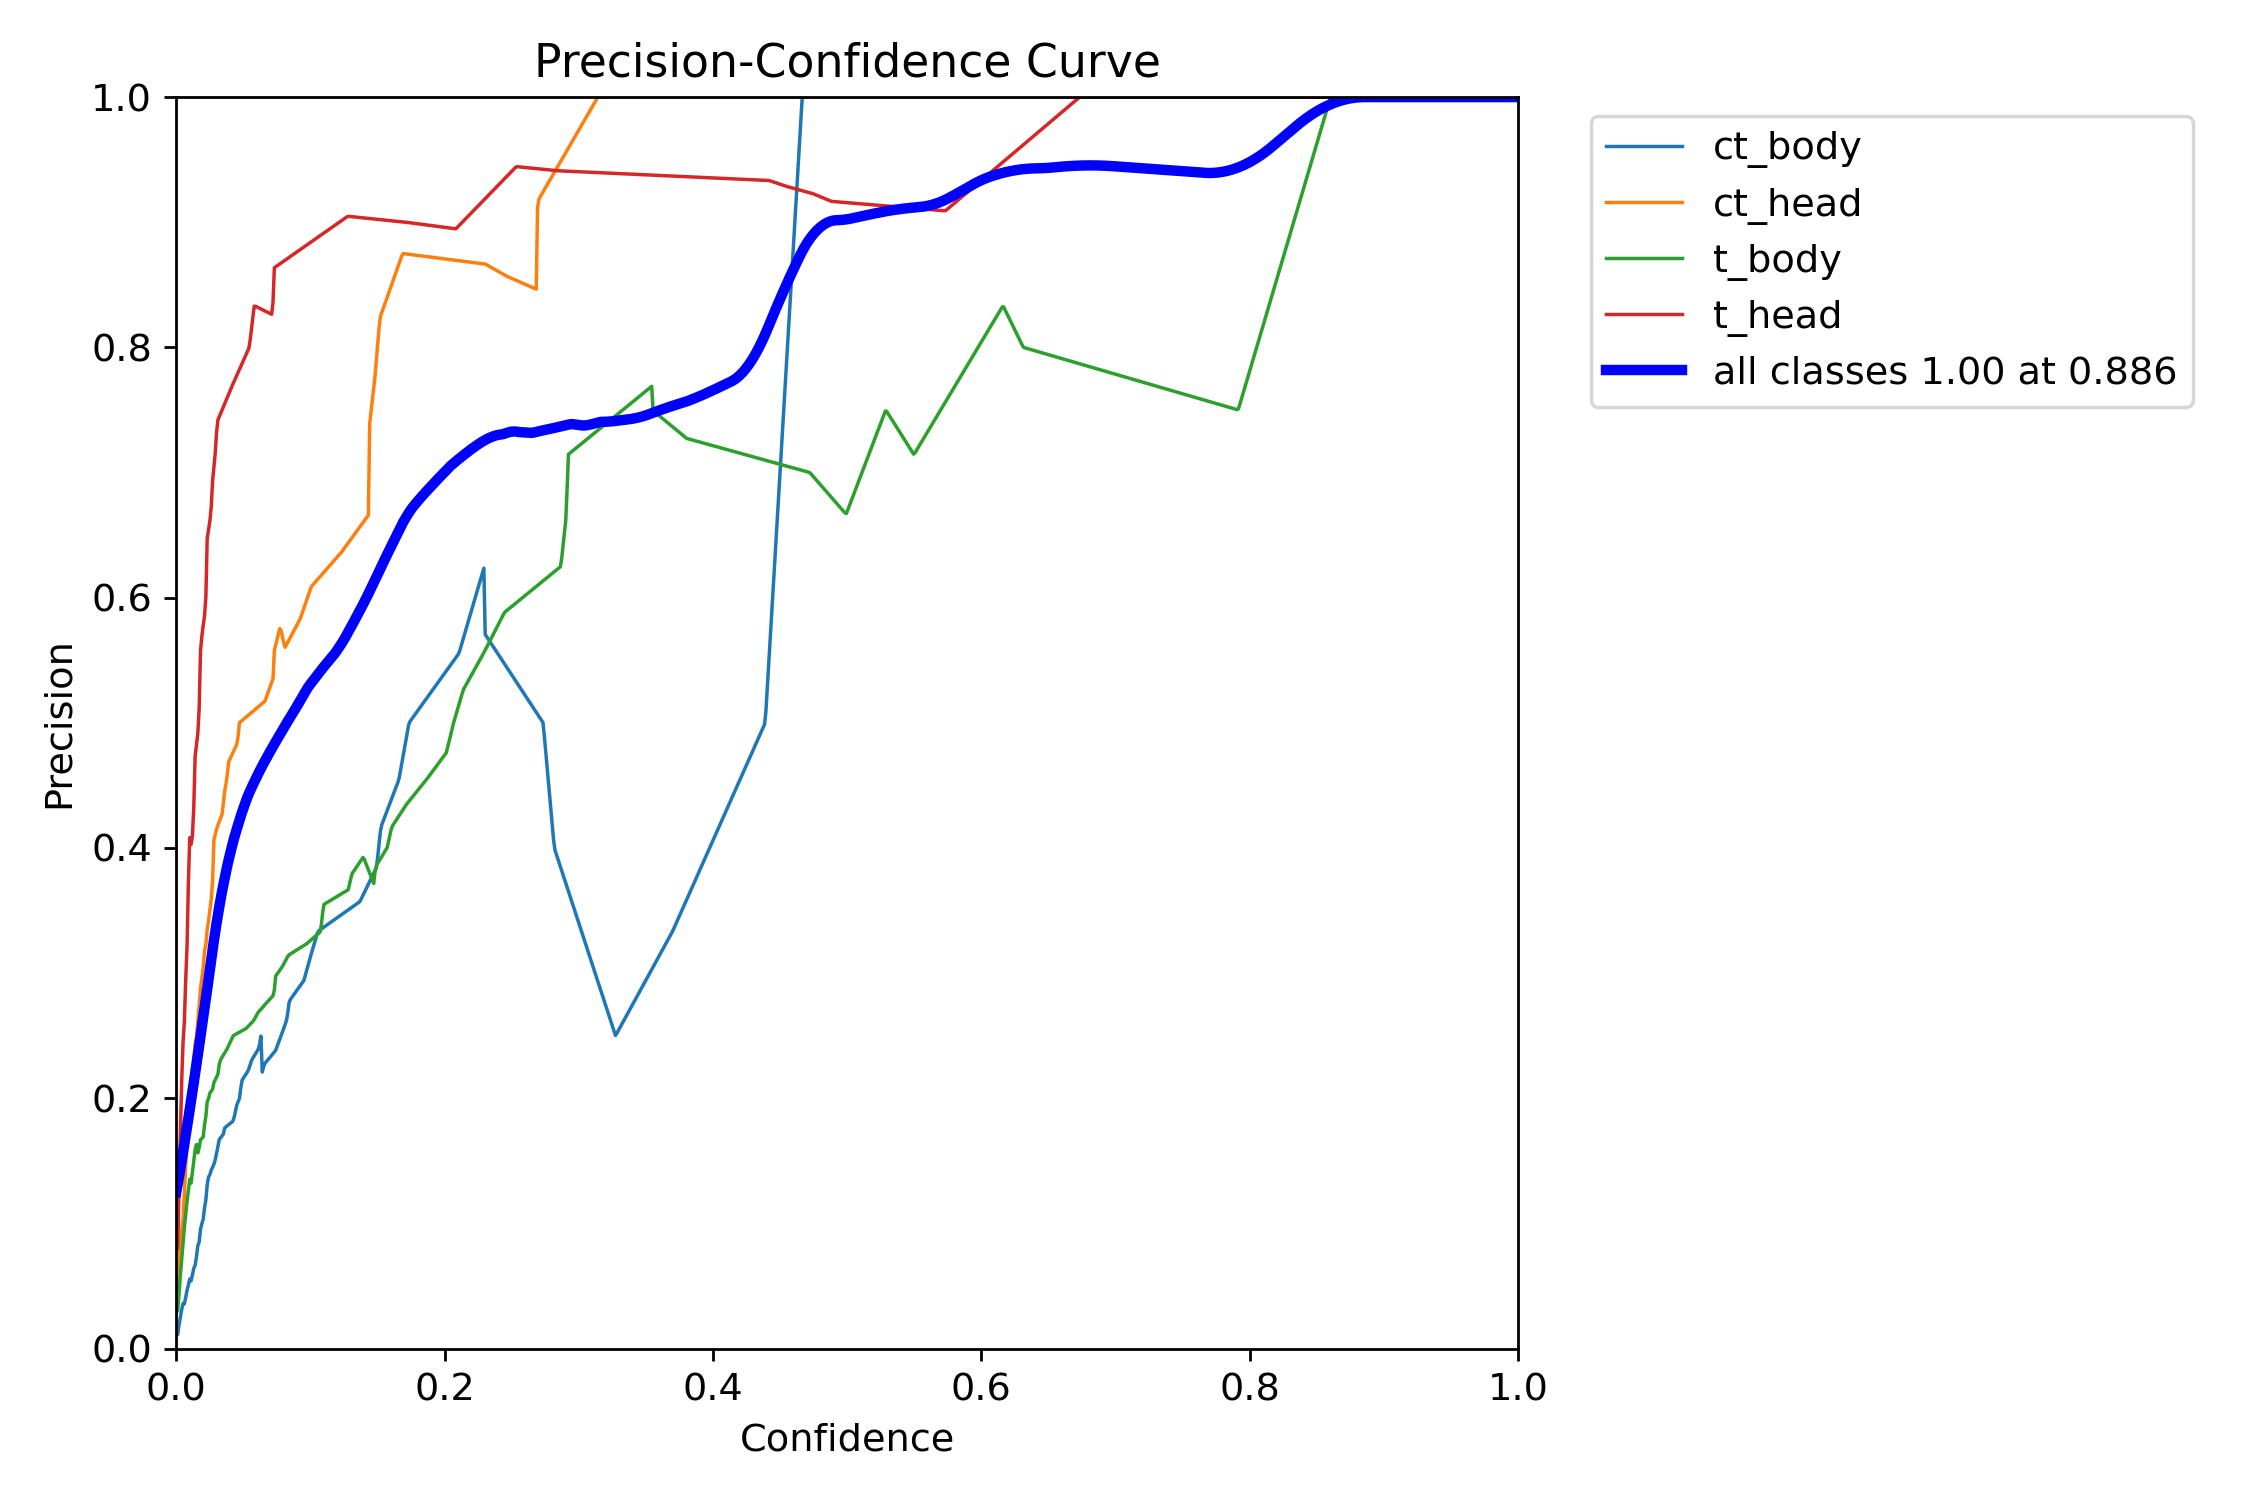 Precision-Confidence Curve
1.0
0.8
0.6
0.4
0.2
0.0
Precision
0.0 0.2 0.4 0.6 0.8 1.0
Confidence
ct_body
ct_head
t_body
t_head
all classes 1.00 at 0.886